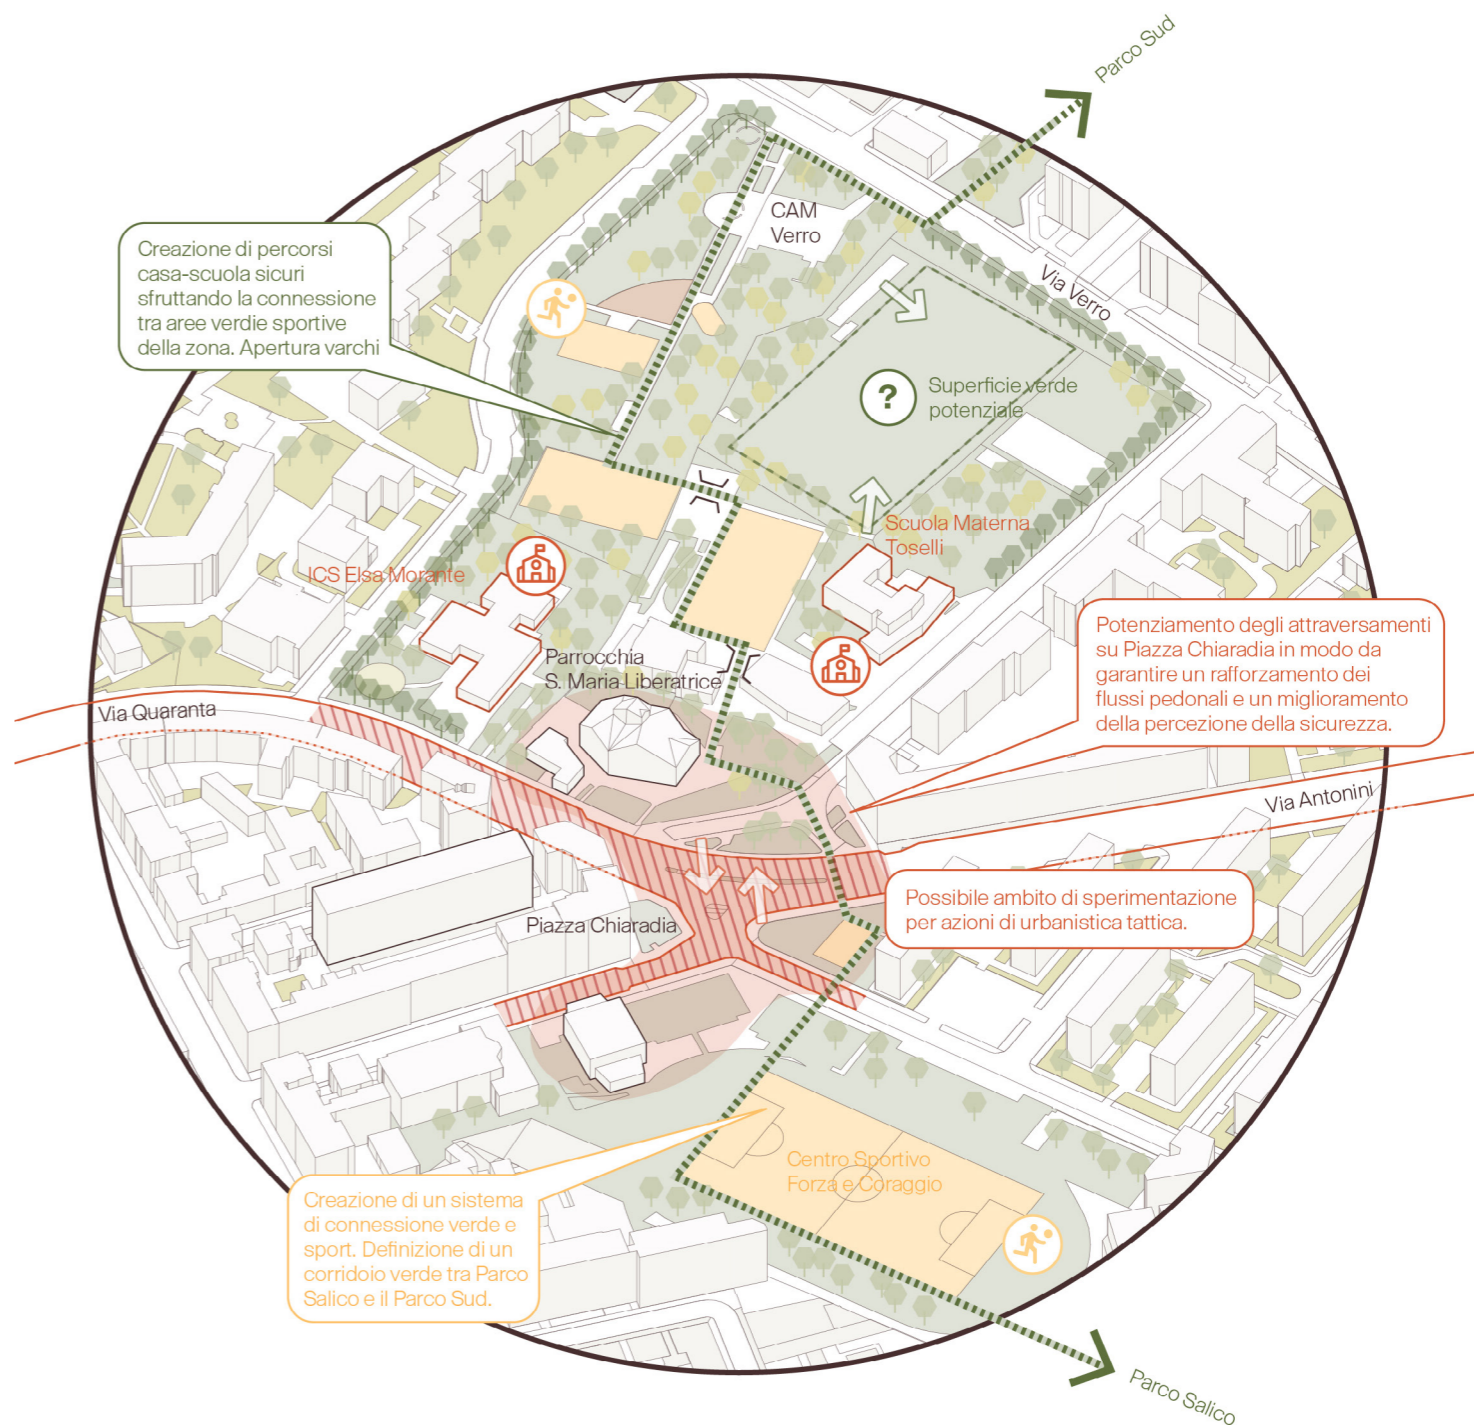 Parco Sud
CAM
Verro
Creazione di percorsi
casa-scuola sicuri
sfruttando la connessione
tra aree verdie sportive
della zona. Apertura varchi
Via Verro
?
Superficie verde
potenziale
Scuola Materna
Toselli
ICS Elsa Morante
Potenziamento degli attraversamenti
su Piazza Chiaradia in modo da
garantire un rafforzamento dei
flussi pedonali e un miglioramento
della percezione della sicurezza.
Parrocchia
S. Maria Liberatrice
Via Quaranta
Via Antonini
Possibile ambito di sperimentazione
per azioni di urbanistica tattica.
Piazza Chiaradia
Centro Sportivo
Forza e Coraggio
Creazione di un sistema
di connessione verde e
sport. Definizione di un
corridoio verde tra Parco
Salico e il Parco Sud.
Parco Salico